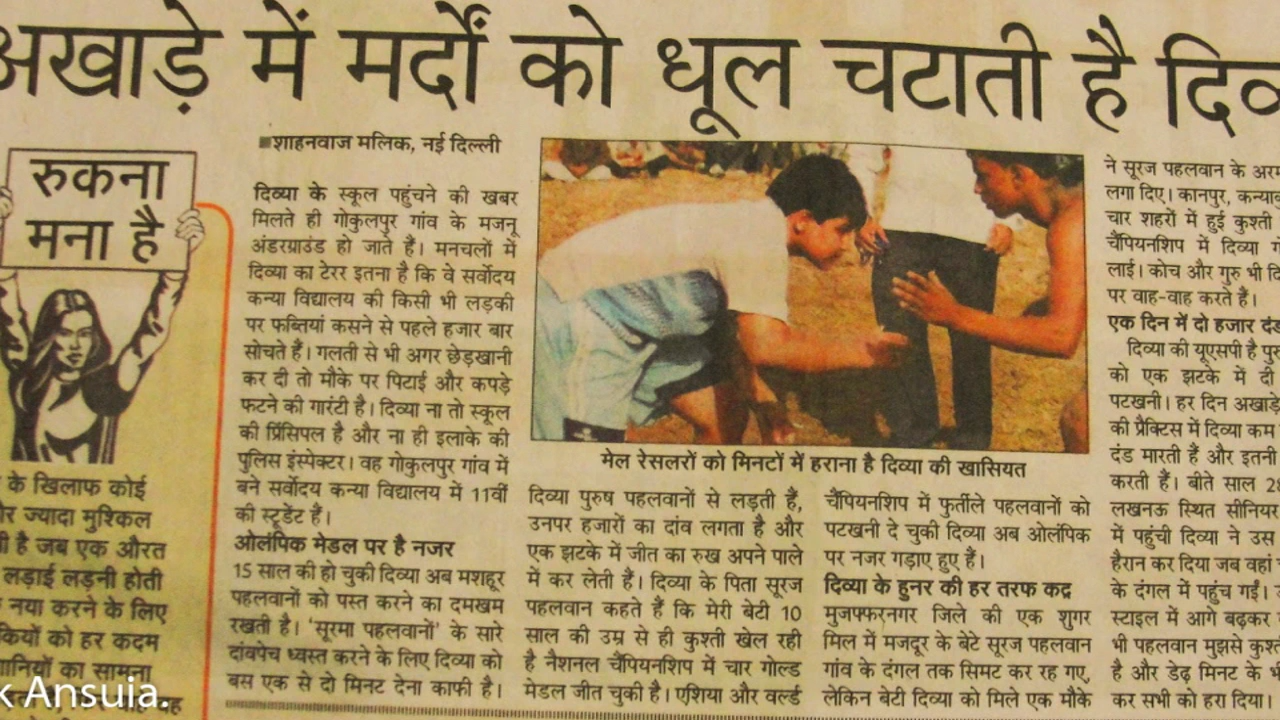 अखाड़े में मर्दों को धूल चटाती है
रुकना
मना है
के खिलाफ कोई
ज्यादा मुश्किल
है जब एक औरत
लड़ाई लड़नी होती
नया करने के लिए
को हर कदम
का सामना
Ansuia.
■शाहनवाज मलिक, नई दिल्ली
दिव्या के स्कूल पहुंचने की खबर
मिलते ही गोकुलपुर गांव के मजनू
अंडरग्राउंड हो जाते हैं। मनचलों में
दिव्या का टेरर इतना है कि वे सर्वोदय
कन्या विद्यालय की किसी भी लड़की
पर फब्तियां कसने से पहले हजार बार
सोचते हैं। गलती से भी अगर छेड़खानी
कर दी तो मौके पर पिटाई और कपड़े
फटने की गारंटी है। दिव्या ना तो स्कूल
की प्रिंसिपल है और ना ही इलाके की
पुलिस इंस्पेक्टर। वह गोकुलपुर गांव में
बने सर्वोदय कन्या विद्यालय में 11वीं
की स्टूडेंट हैं।
ओलंपिक मेडल पर है नजर
15 साल की हो चुकी दिव्या अब मशहूर
पहलवानों को पस्त करने का दमखम
रखती है। 'सूरमा पहलवानों' के सारे
दांवपेच ध्वस्त करने के लिए दिव्या को
बस एक से दो मिनट देना काफी है।
मेल रेसलरों को मिनटों में हराना है दिव्या की खासियत
दिव्या पुरुष पहलवानों से लड़ती हैं,
उनपर हजारों का दांव लगता है और
एक झटके में जीत का रुख अपने पाले
में कर लेती हैं। दिव्या के पिता सूरज
पहलवान कहते हैं कि मेरी बेटी 10
साल की उम्र से ही कुश्ती खेल रही
है नैशनल चैंपियनशिप में चार गोल्ड
मेडल जीत चुकी है। एशिया और वर्ल्ड
चैंपियनशिप में फुर्तीले पहलवानों को
पटखनी दे चुकी दिव्या अब ओलंपिक
पर नजर गड़ाए हुए हैं।
दिव्या के हुनर की हर तरफ कद्र
मुजफ्फरनगर जिले की एक शुगर
मिल में मजदूर के बेटे सूरज पहलवान
गांव के दंगल तक सिमट कर रह गए,
लेकिन बेटी दिव्या को मिले एक मौके
ने सूरज पहलवान के
लगा दिए। कानपुर,
चार शहरों में हुई कुश्ती
चैंपियनशिप में दिव्या
लाई। कोच और गुरु भी
पर वाह-वाह करते हैं।
एक दिन में दो हजार
दिव्या की यूएसपी है
को एक झटके में दी
पटखनी। हर दिन अखाड़े
की प्रैक्टिस में दिव्या कम
दंड मारती हैं और इतनी
करती हैं। बीते साल
लखनऊ स्थित सीनियर
में पहुंची दिव्या ने उस
हैरान कर दिया जब वहां
के दंगल में पहुंच गईं।
स्टाइल में आगे बढ़कर
भी पहलवान मुझसे
है और डेढ़ मिनट के
कर सभी को हरा दिया।